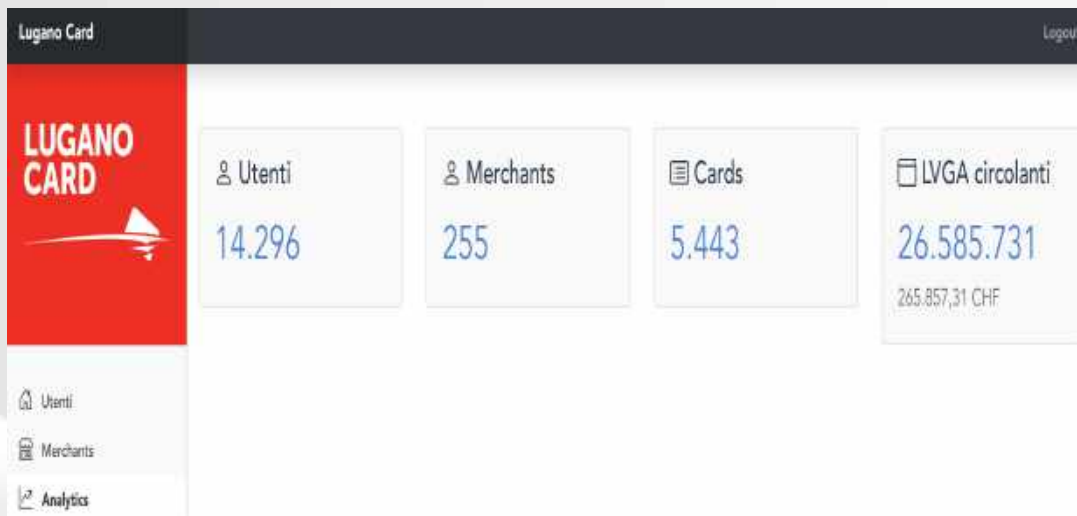 Lugano Card
Logout
LUGANO
CARD
Utenti
14.296
Merchants
255
Cards
5.443
LVGA circolanti
26.585.731
265.857,31 CHF
Utenti
Merchants
Analytics